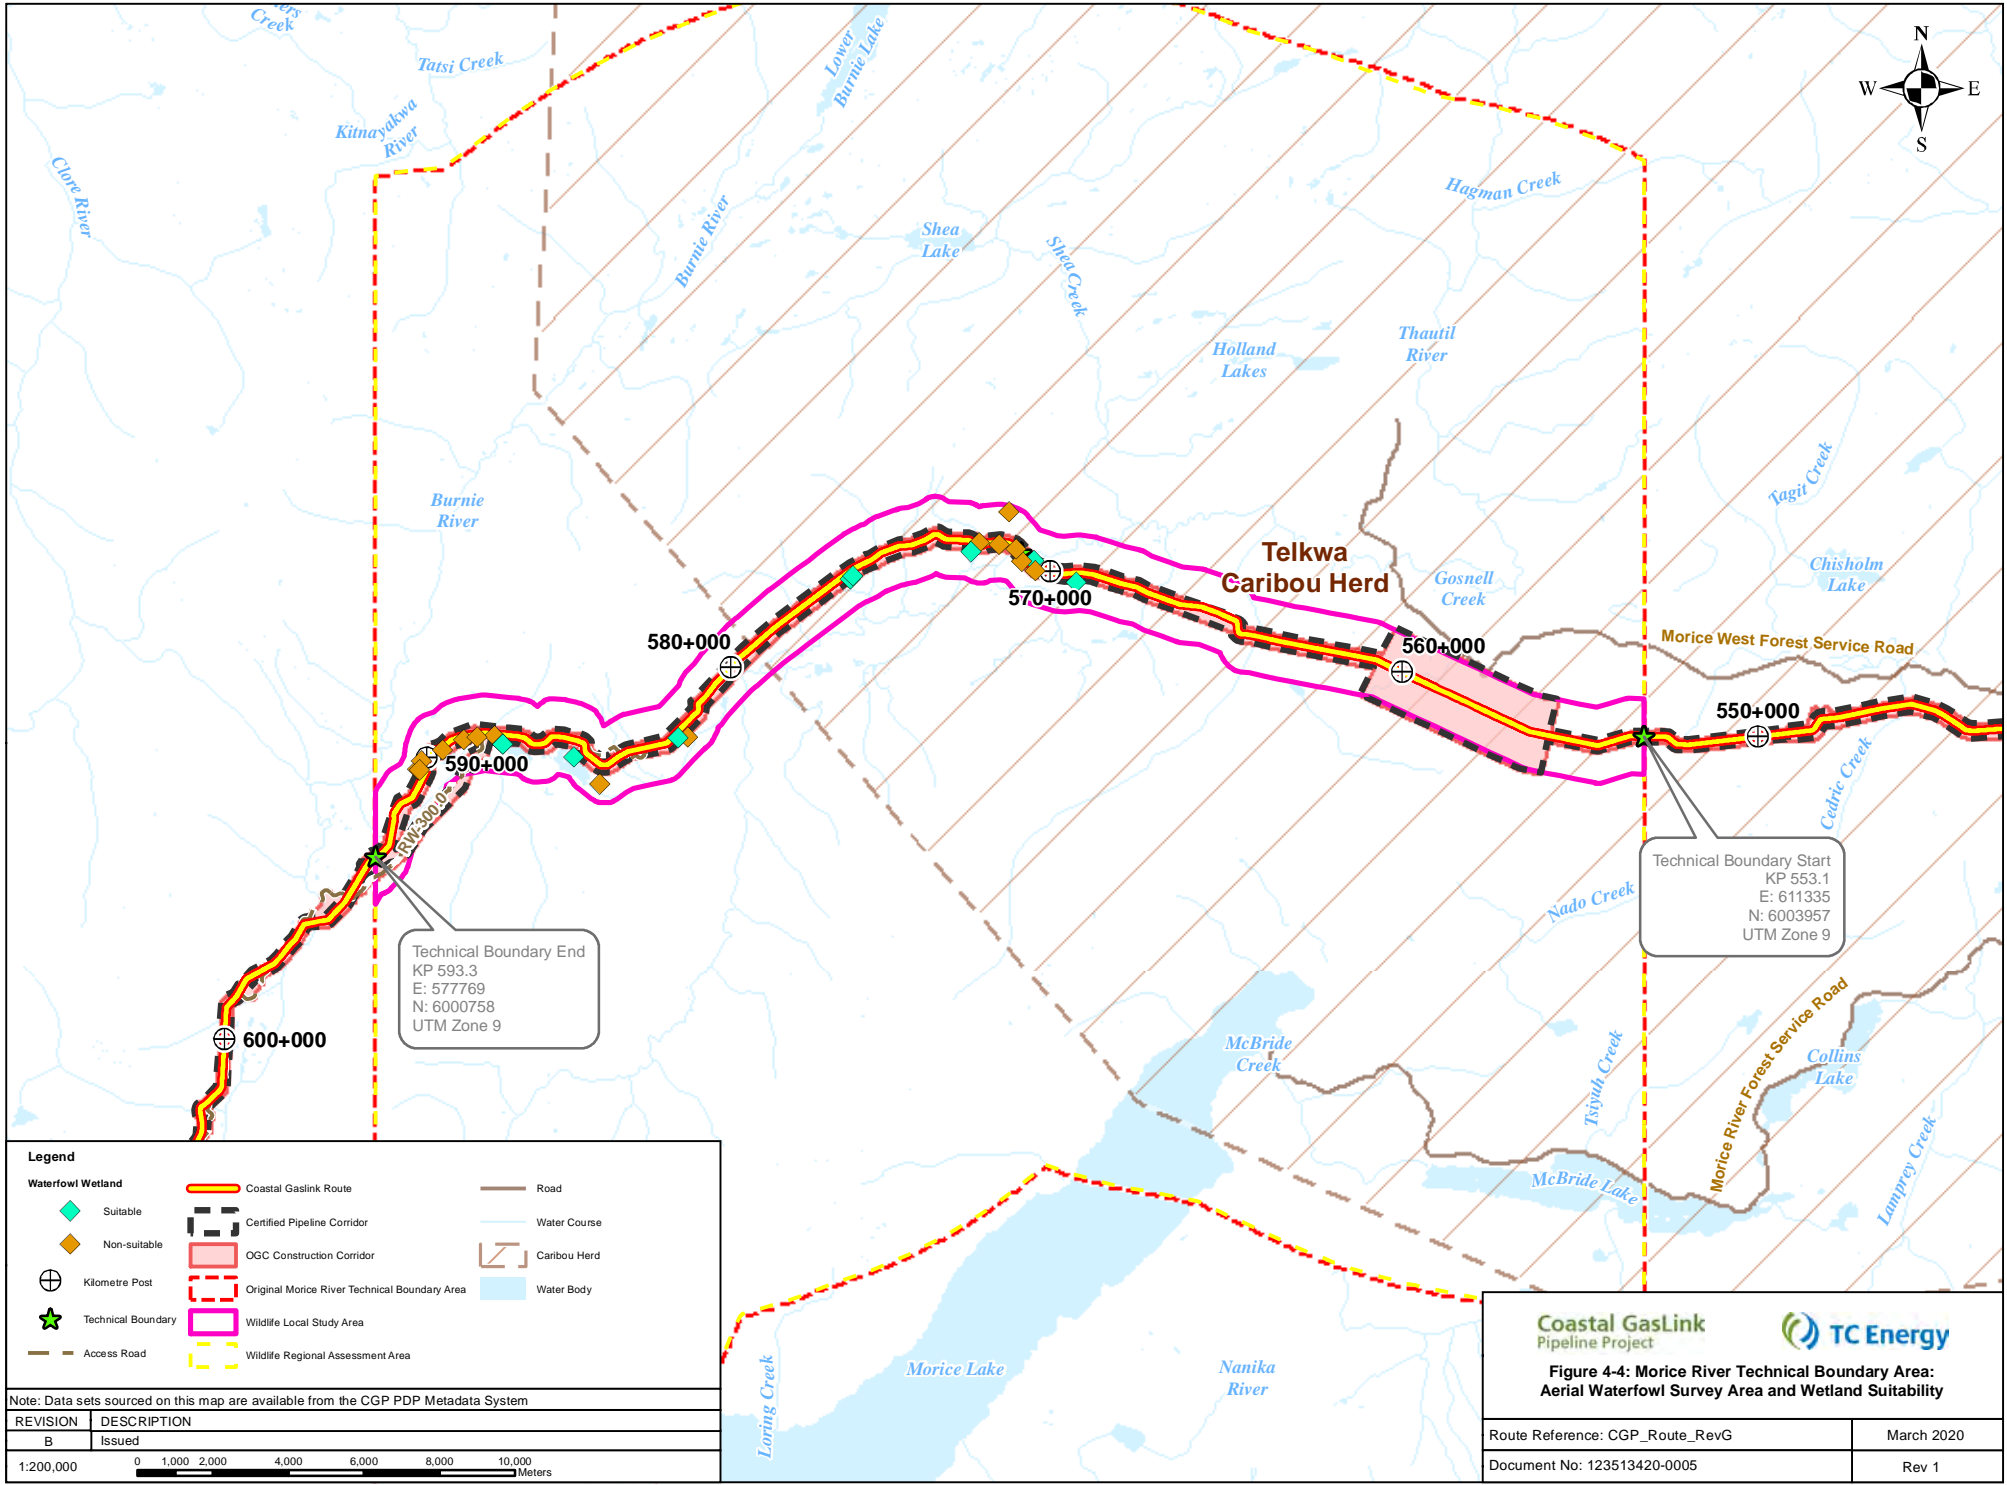 Creek
Tatsi Creek
Kitnayakwa
River
Clore River
Lower
Burnie Lake
Burnie River
Shea
Lake
Shea Creek
Hagman Creek
Holland
Lakes
Thautil
River
Burnie
River
Tagit Creek
Chisholm
Lake
Gosnell
Creek
Telkwa
Caribou Herd
N
W
E
S
570+000
580+000
560+000
550+000
590+000
600+000
RW-300.0
Morice West Forest Service Road
Cedric Creek
Technical Boundary Start
KP 553.1
E: 611335
N: 6003957
UTM Zone 9
Technical Boundary End
KP 593.3
E: 577769
N: 6000758
UTM Zone 9
Nado Creek
McBride
Creek
Tsiyuh Creek
Morice River Forest Service Road
Collins
Lake
Lamprey Creek
McBride Lake
Morice Lake
Nanika
River
Loring Creek
Legend
Waterfowl Wetland
Suitable
Non-suitable
Kilometre Post
Technical Boundary
Access Road
Coastal Gaslink Route
Certified Pipeline Corridor
OGC Construction Corridor
Original Morice River Technical Boundary Area
Wildlife Local Study Area
Wildlife Regional Assessment Area
Road
Water Course
Caribou Herd
Water Body
Note: Data sets sourced on this map are available from the CGP PDP Metadata System
REVISION DESCRIPTION
B Issued
1:200,000
0 1,000 2,000 4,000 6,000 8,000 10,000
Meters
Coastal GasLink
Pipeline Project
TC Energy
Figure 4-4: Morice River Technical Boundary Area:
Aerial Waterfowl Survey Area and Wetland Suitability
Route Reference: CGP_Route_RevG
March 2020
Document No: 123513420-0005
Rev 1